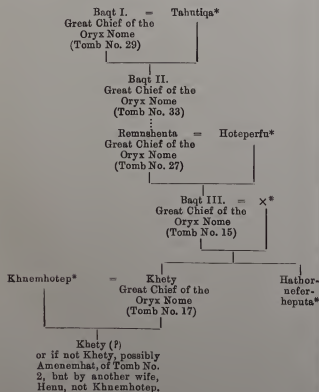 Baqt I. = Tahutiqa*
Great Chief of the
Oryx Nome
(Tomb No. 29)
Baqt II.
Great Chief of the
Oryx Nome
(Tomb No. 33)
Remushenta = Hoteperfu*
Great Chief of the
Oryx Nome
(Tomb No. 27)
Baqt III. = ×*
Great Chief of the
Oryx Nome
(Tomb No. 15)
Khnemhotep* = Khety
Great Chief of the
Oryx Nome
(Tomb No. 17)
Hathor-
nefer-
heputa*
Khety (?)
or if not Khety, possibly
Amenemhat, of Tomb No.
2, but by another wife,
Henu, not Khnemhotep.